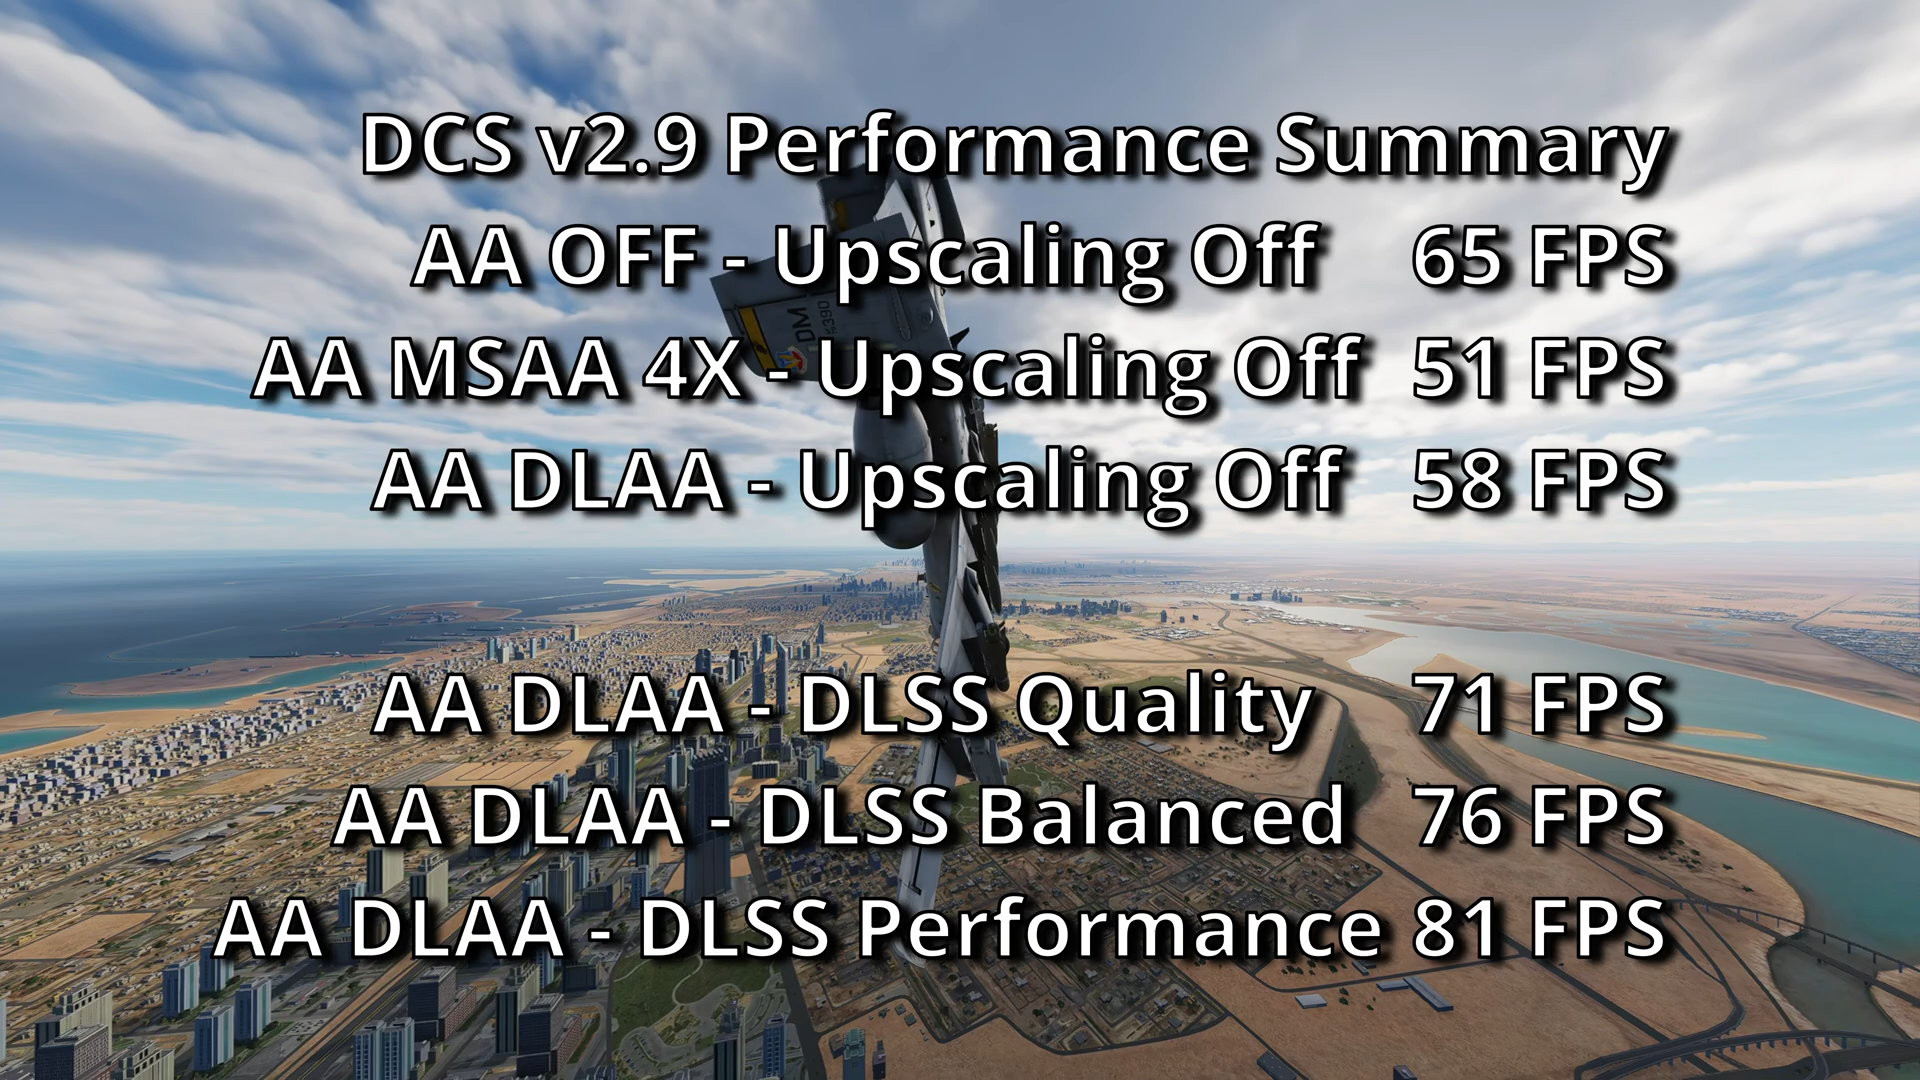 DCS v2.9 Performance Summary
AA OFF - Upscaling Off 65 FPS
AA MSAA 4X - Upscaling Off 51 FPS
AA DLAA - Upscaling Off 58 FPS
AA DLAA - DLSS Quality 71 FPS
AA DLAA - DLSS Balanced 76 FPS
AA DLAA - DLSS Performance 81 FPS
DM